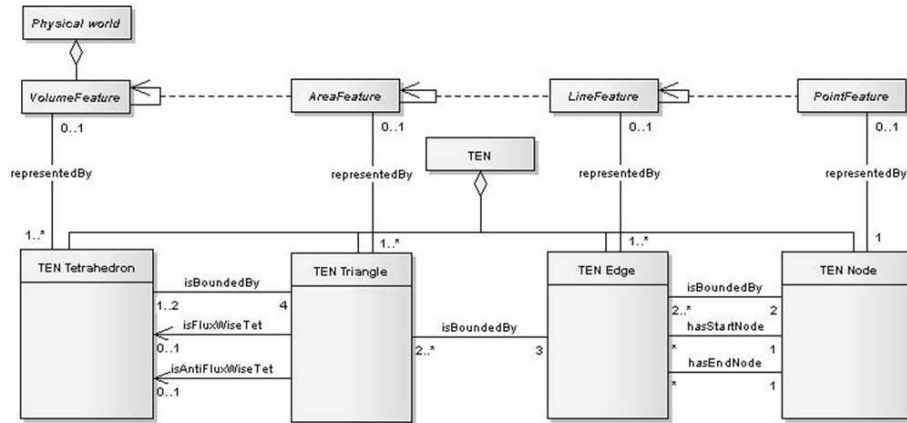 Physical world
VolumeFeature
AreaFeature
LineFeature
PointFeature
0..1
0..1
0..1
0..1
TEN
representedBy
representedBy
representedBy
representedBy
1..*
1..*
1..*
1
TEN Tetrahedron
TEN Triangle
TEN Edge
TEN Node
isBoundedBy
1..2
4
isFluxWiseTet
0..1
isAntiFluxWiseTet
0..1
isBoundedBy
2..*
3
isBoundedBy
2..*
2
hasStartNode
*
1
hasEndNode
*
1